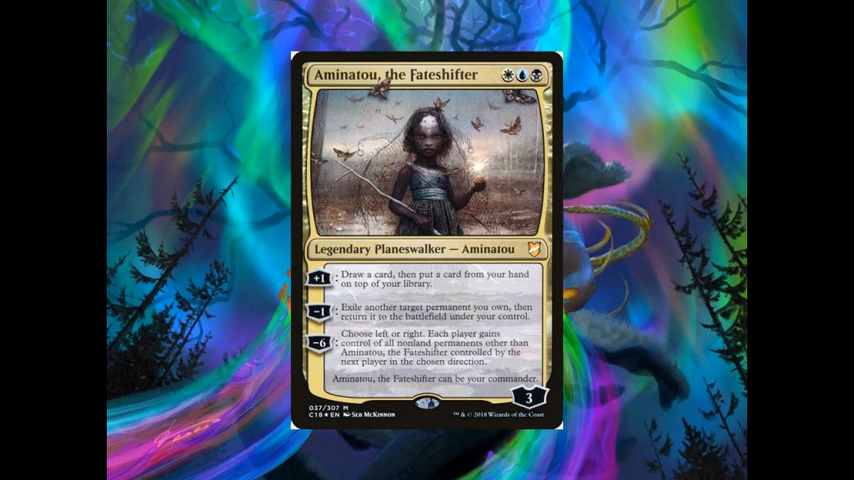 Aminatou, the Fateshifter
Legendary Planeswalker — Aminatou
+1 : Draw a card, then put a card from your hand
on top of your library.
−1 : Exile another target permanent you own, then
return it to the battlefield under your control.
Choose left or right. Each player gains
−6 : control of all nonland permanents other than
Aminatou, the Fateshifter controlled by the
next player in the chosen direction.
Aminatou, the Fateshifter can be your commander.
3
037/307 M
C18 ★ EN Seb McKinnon
™ & © 2018 Wizards of the Coast